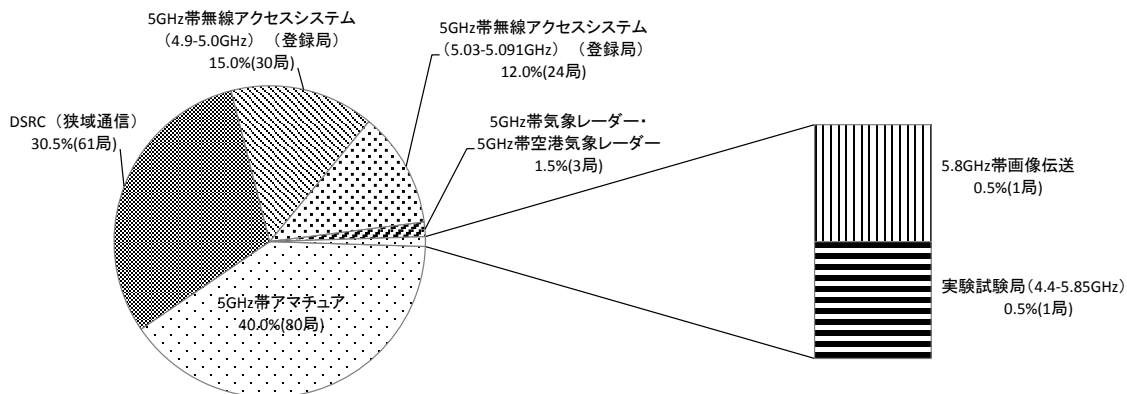 5GHz帯無線アクセスシステム
（4.9-5.0GHz）（登録局）
15.0%(30局)
5GHz帯無線アクセスシステム
（5.03-5.091GHz）（登録局）
12.0%(24局)
DSRC（狭域通信）
30.5%(61局)
5GHz帯気象レーダー・
5GHz帯空港気象レーダー
1.5%(3局)
5.8GHz帯画像伝送
0.5%(1局)
実験試験局（4.4-5.85GHz）
0.5%(1局)
5GHz帯アマチュア
40.0%(80局)